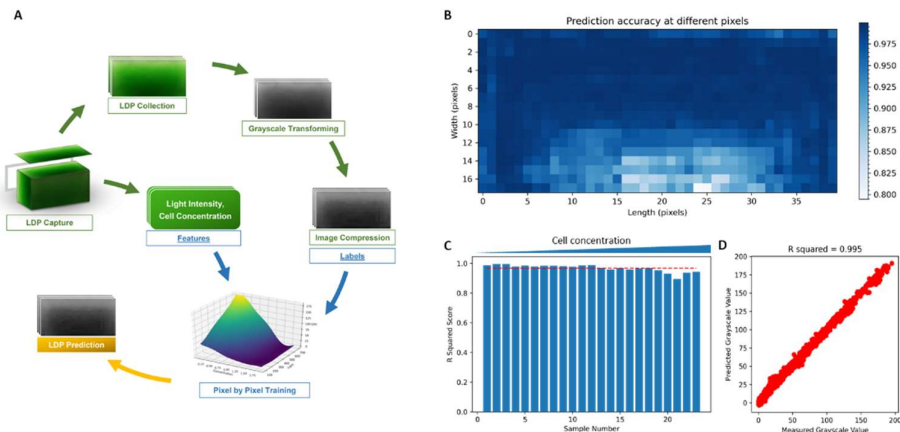 A
LDP Collection
Grayscale Transforming
LDP Capture
Light Intensity,
Cell Concentration
Features
Image Compression
Labels
LDP Prediction
Pixel by Pixel Training
B
Prediction accuracy at different pixels
Width (pixels)
0
2
4
6
8
10
12
14
16
0
5
10
15
20
25
30
35
Length (pixels)
0.975
0.950
0.925
0.900
0.875
0.850
0.825
0.800
C
Cell concentration
R Squared Score
1.0
0.8
0.6
0.4
0.2
0.0
0
5
10
15
20
Sample Number
D
R squared = 0.995
Predicted Grayscale Value
200
175
150
125
100
75
50
25
0
0
50
100
150
200
Measured Grayscale Value